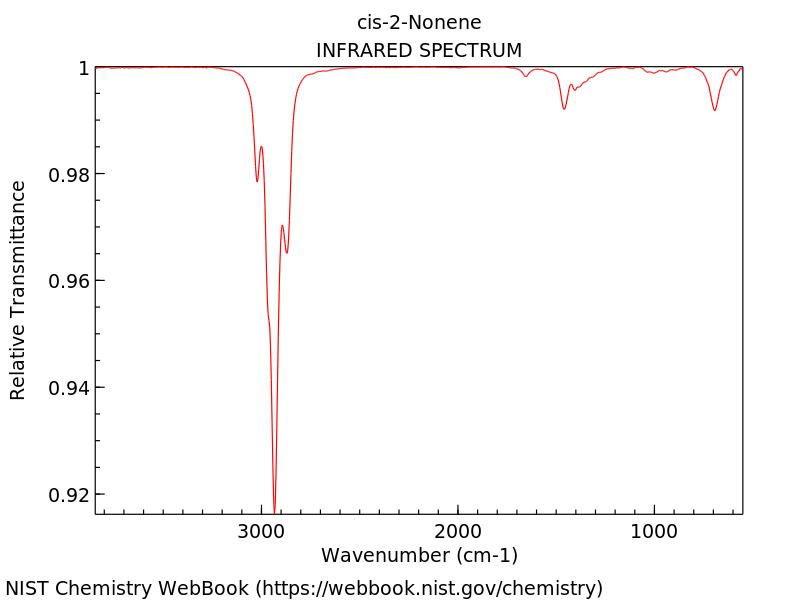 cis-2-Nonene
INFRARED SPECTRUM
1
0.98
0.96
0.94
0.92
Relative Transmittance
3000 2000 1000
Wavenumber (cm-1)
NIST Chemistry WebBook (https://webbook.nist.gov/chemistry)